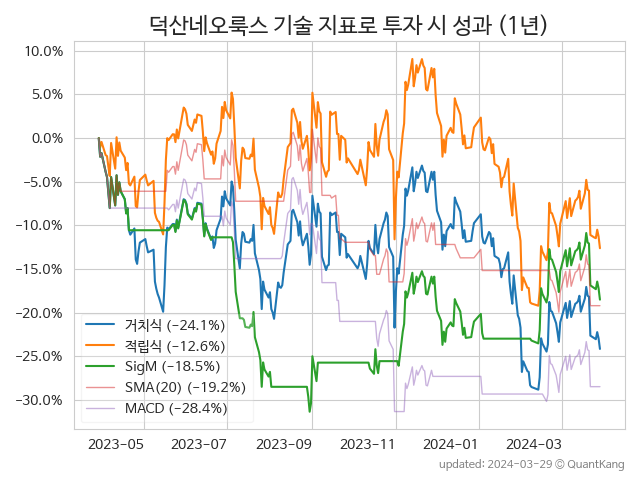 덕산네오룩스 기술 지표로 투자 시 성과 (1년)
10.0%
5.0%
0.0%
−5.0%
−10.0%
−15.0%
−20.0%
−25.0%
−30.0%
거치식 (−24.1%)
적립식 (−12.6%)
SigM (−18.5%)
SMA(20) (−19.2%)
MACD (−28.4%)
2023-05 2023-07 2023-09 2023-11 2024-01 2024-03
updated: 2024-03-29 © QuantKang